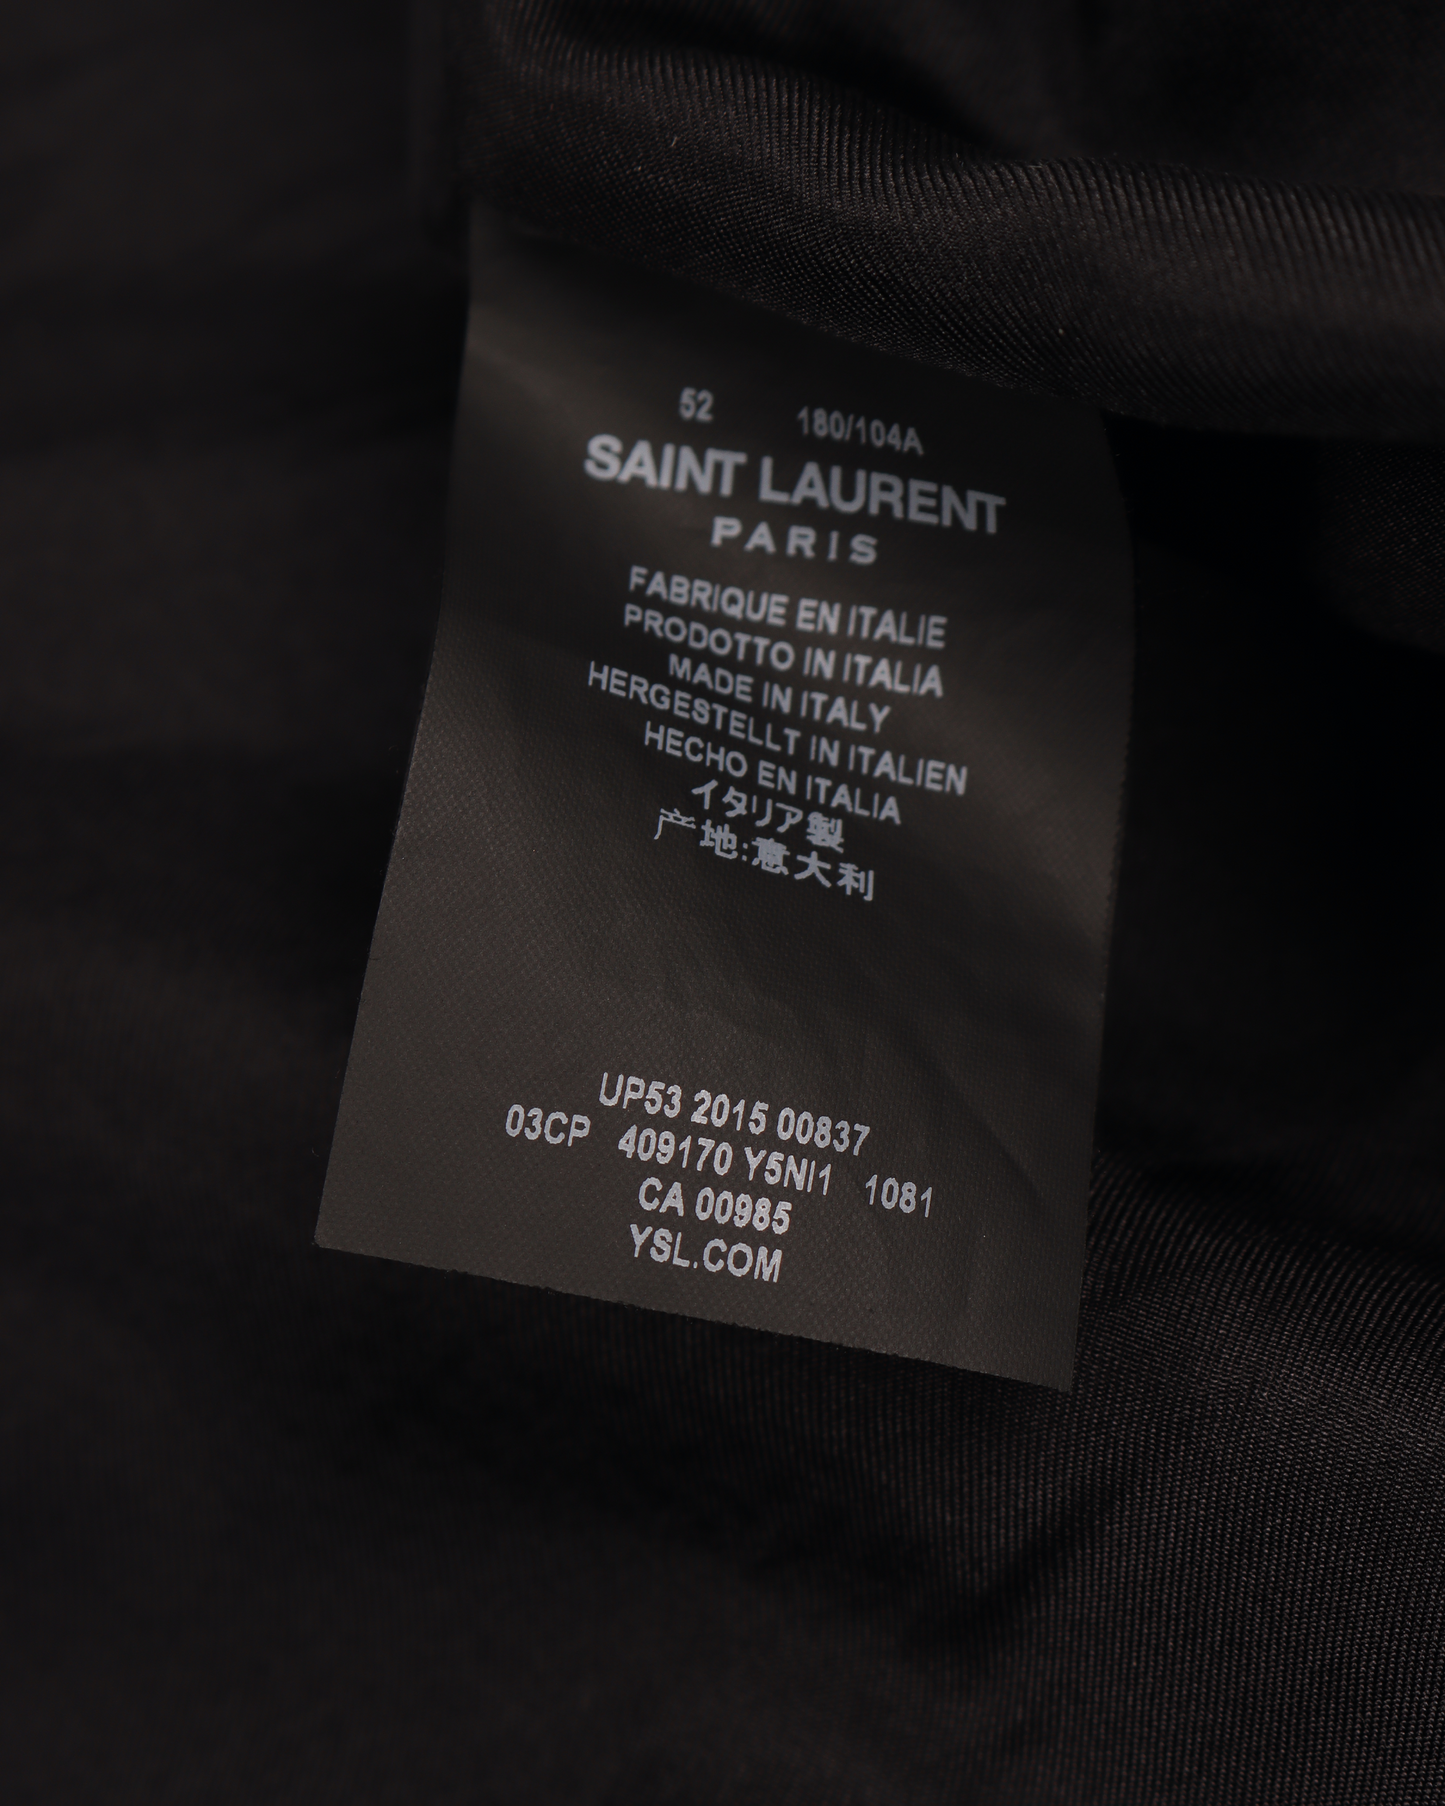 52 180/104A
SAINT LAURENT
PARIS
FABRIQUE EN ITALIE
PRODOTTO IN ITALIA
MADE IN ITALY
HERGESTELLT IN ITALIEN
HECHO EN ITALIA
イタリア製
产地:意大利
UP53 2015 00837
03CP 409170 Y5NI1 1081
CA 00985
YSL.COM